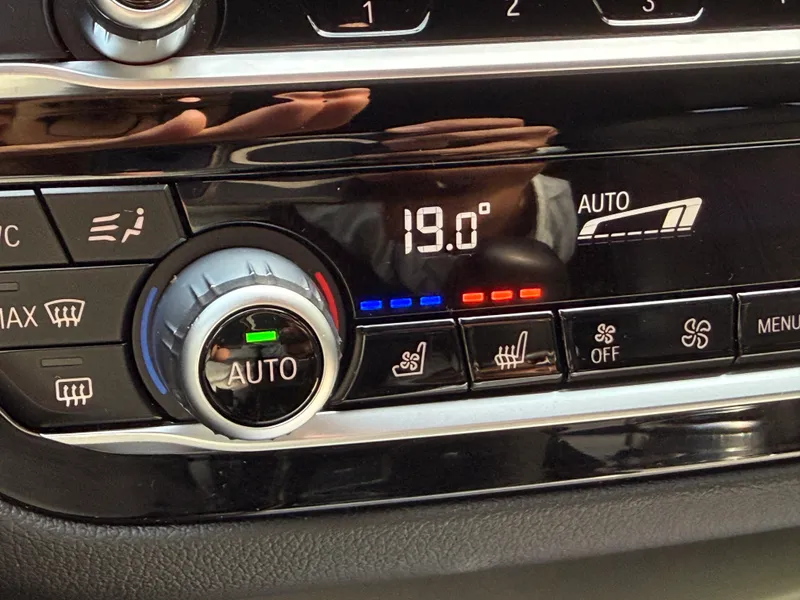 1 2 3
19.0°
AUTO
MAX
AUTO
OFF
MENU